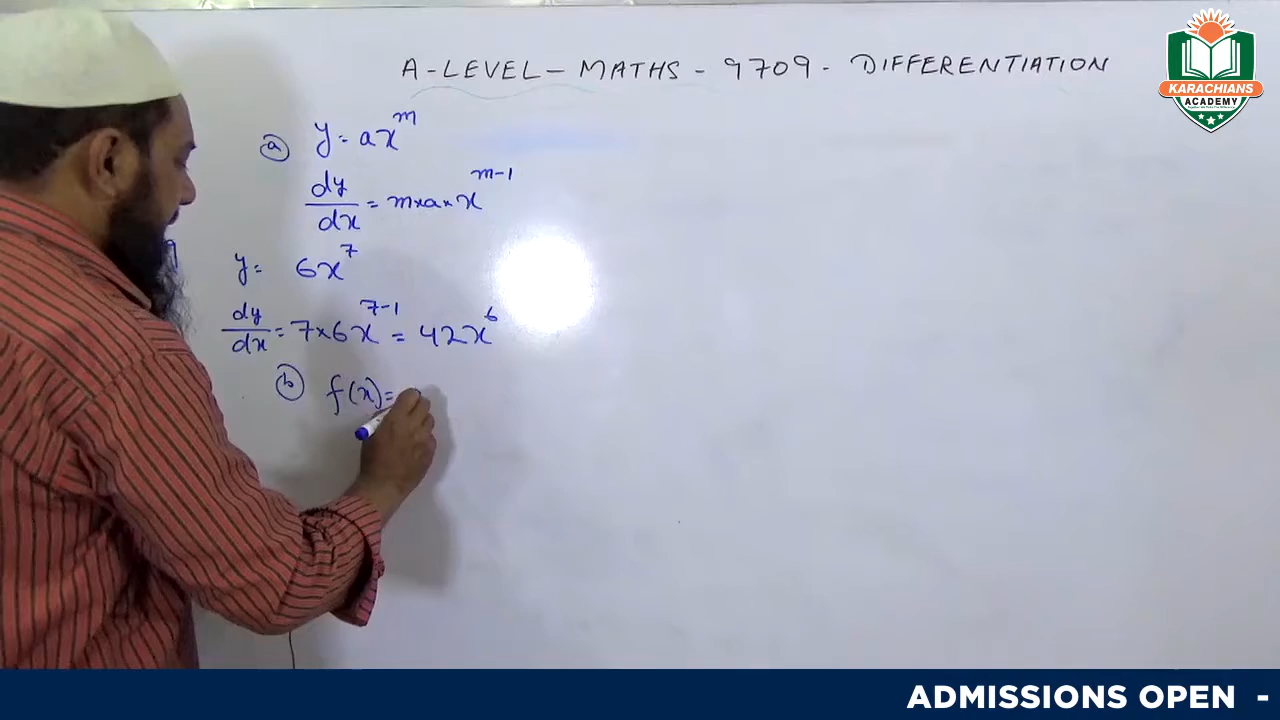 A-LEVEL-MATHS-9709. DIFFERENTIATION
KARACHIANS
ACADEMY
(a) y = ax^m
dy/dx = m×a×x^(m-1)
y = 6x^7
dy/dx = 7×6x^(7-1) = 42x^6
(b) f(x)=
ADMISSIONS OPEN -